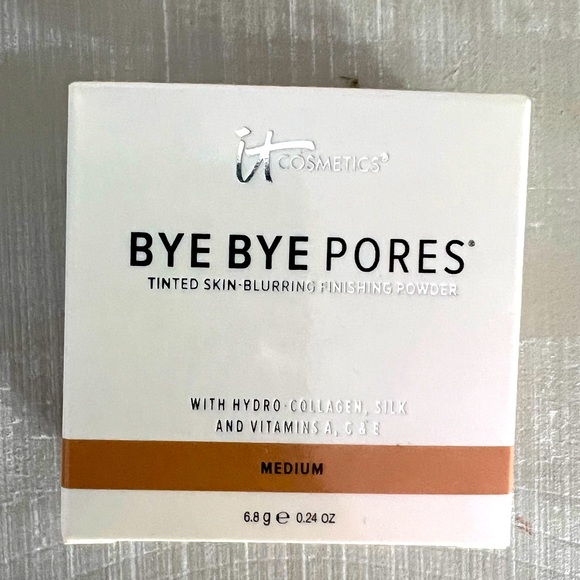 it COSMETICS®
BYE BYE PORES®
TINTED SKIN-BLURRING FINISHING POWDER
WITH HYDRO-COLLAGEN, SILK
AND VITAMINS A, C & E
MEDIUM
6.8 g ℮ 0.24 OZ